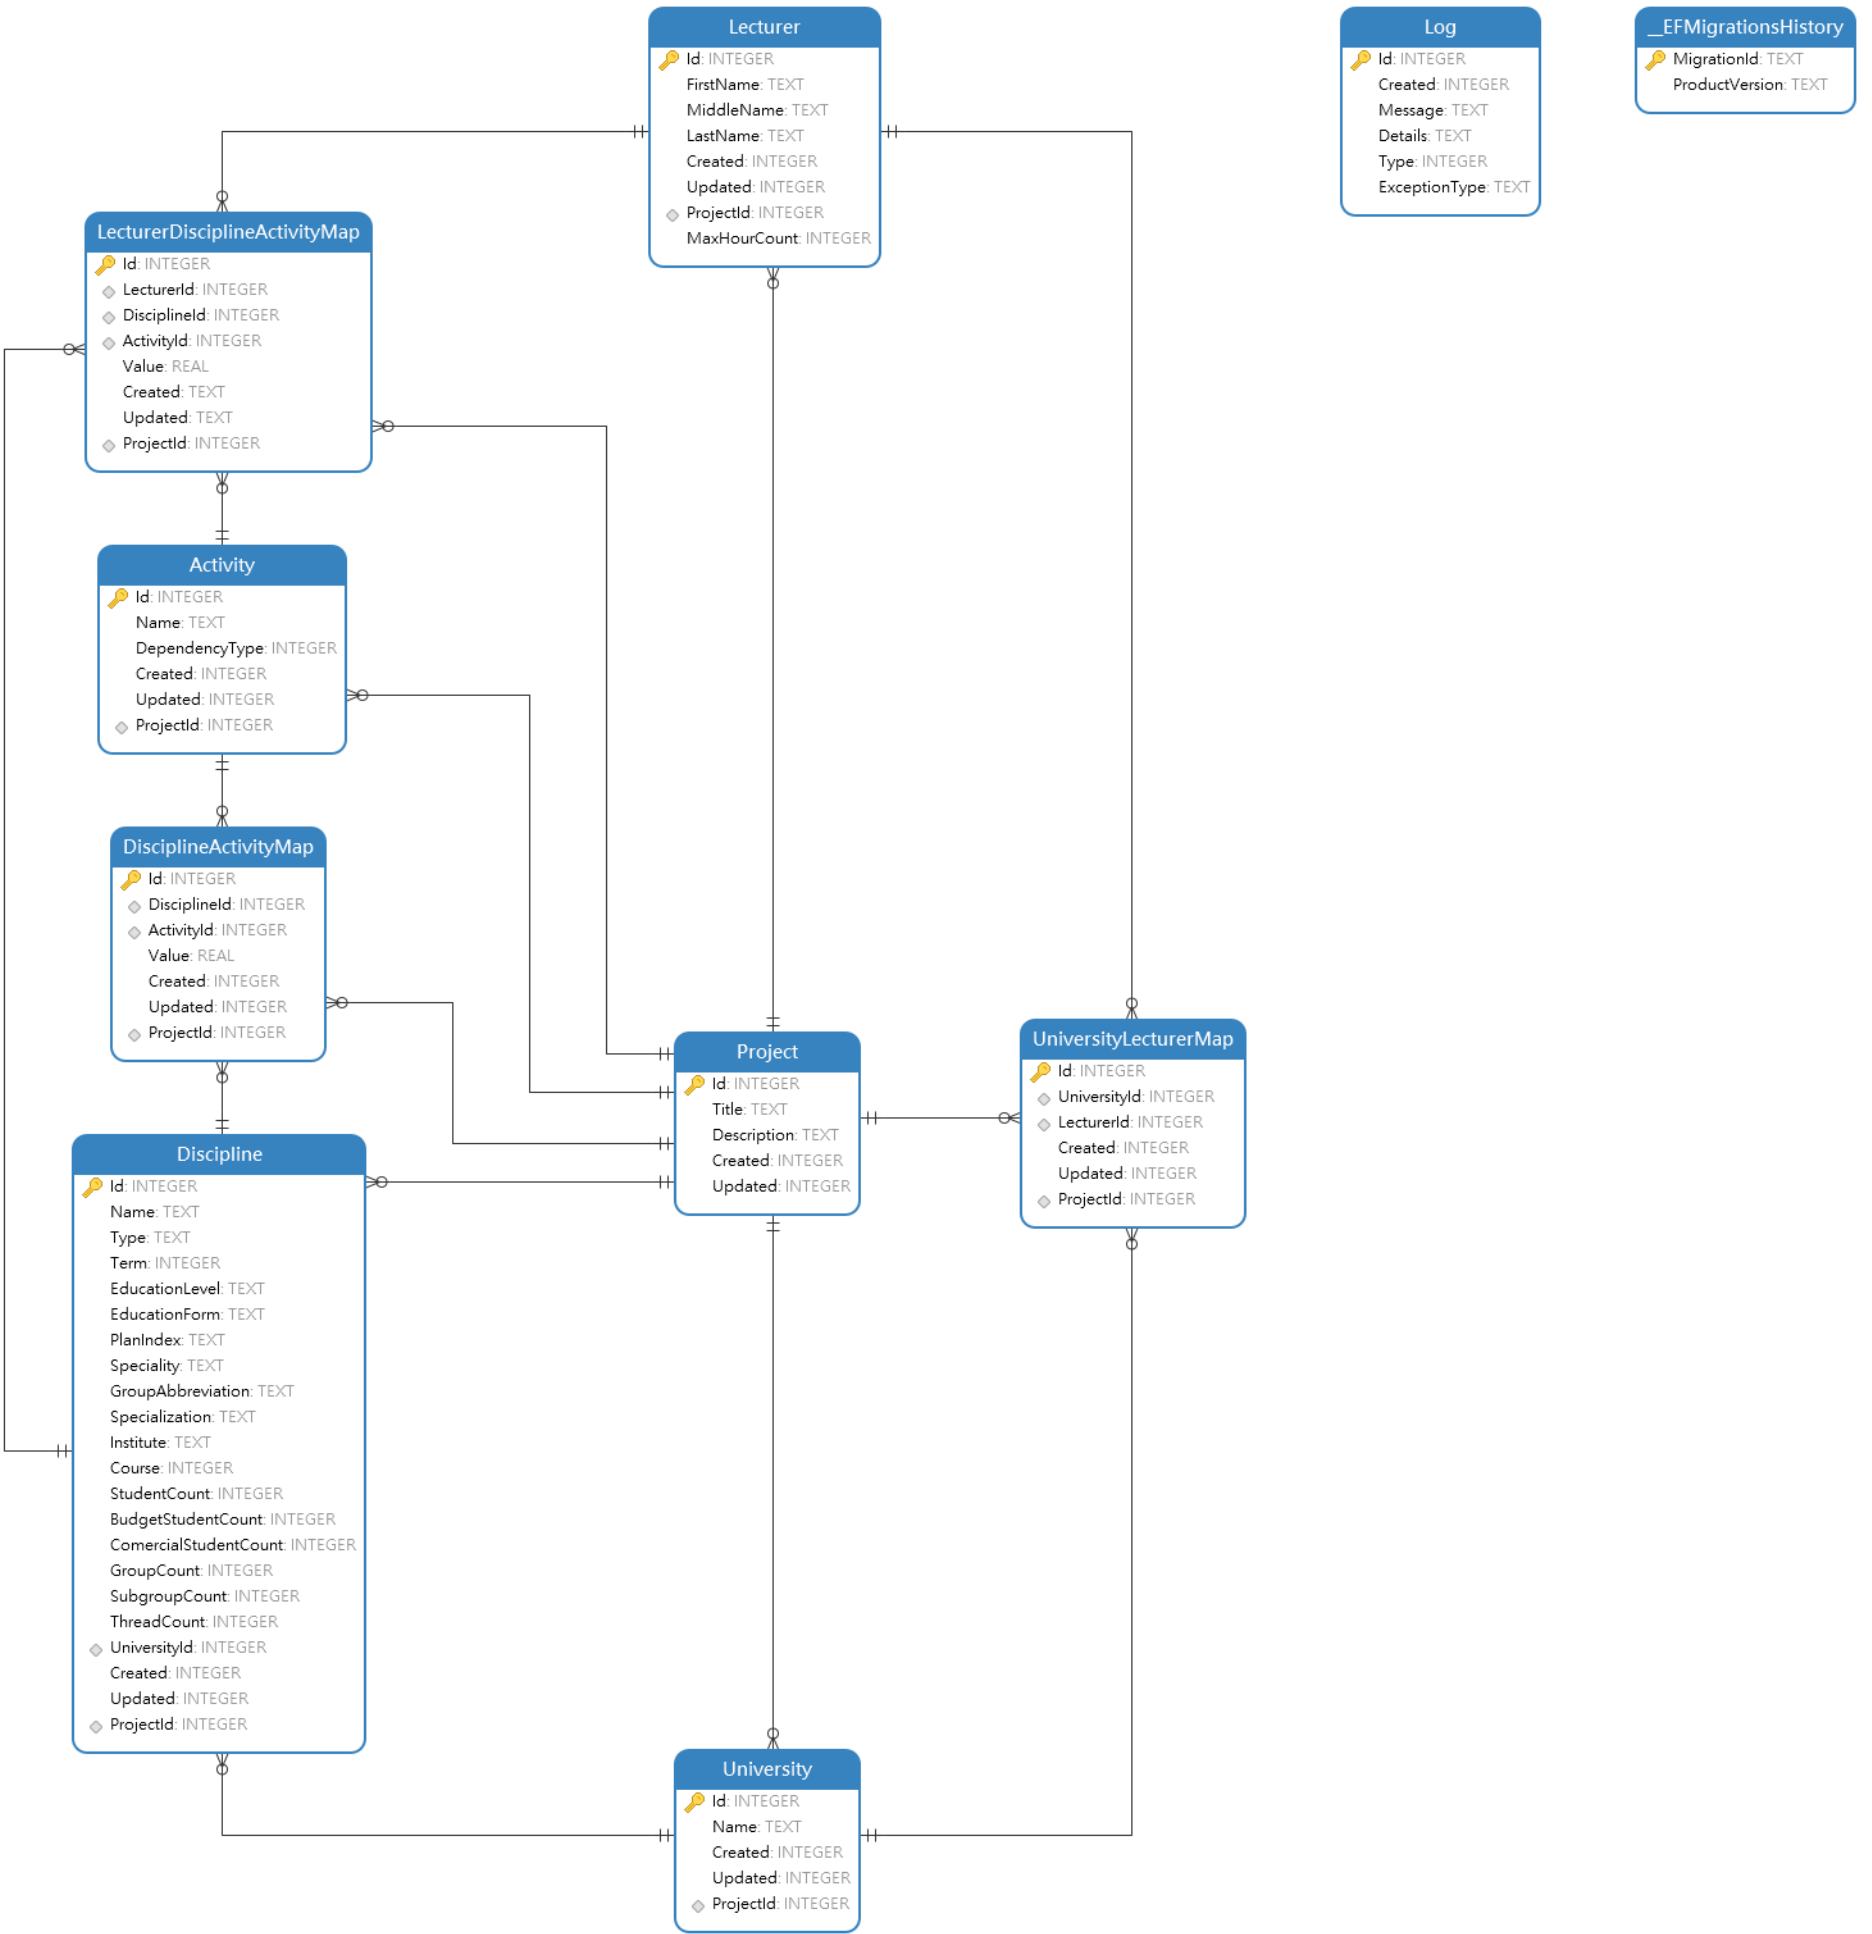 Lecturer
Id: INTEGER
FirstName: TEXT
MiddleName: TEXT
LastName: TEXT
Created: INTEGER
Updated: INTEGER
ProjectId: INTEGER
MaxHourCount: INTEGER
Log
Id: INTEGER
Created: INTEGER
Message: TEXT
Details: TEXT
Type: INTEGER
ExceptionType: TEXT
__EFMigrationsHistory
MigrationId: TEXT
ProductVersion: TEXT
LecturerDisciplineActivityMap
Id: INTEGER
LecturerId: INTEGER
DisciplineId: INTEGER
ActivityId: INTEGER
Value: REAL
Created: TEXT
Updated: TEXT
ProjectId: INTEGER
Activity
Id: INTEGER
Name: TEXT
DependencyType: INTEGER
Created: INTEGER
Updated: INTEGER
ProjectId: INTEGER
DisciplineActivityMap
Id: INTEGER
DisciplineId: INTEGER
ActivityId: INTEGER
Value: REAL
Created: INTEGER
Updated: INTEGER
ProjectId: INTEGER
Project
Id: INTEGER
Title: TEXT
Description: TEXT
Created: INTEGER
Updated: INTEGER
UniversityLecturerMap
Id: INTEGER
UniversityId: INTEGER
LecturerId: INTEGER
Created: INTEGER
Updated: INTEGER
ProjectId: INTEGER
Discipline
Id: INTEGER
Name: TEXT
Type: TEXT
Term: INTEGER
EducationLevel: TEXT
EducationForm: TEXT
PlanIndex: TEXT
Speciality: TEXT
GroupAbbreviation: TEXT
Specialization: TEXT
Institute: TEXT
Course: INTEGER
StudentCount: INTEGER
BudgetStudentCount: INTEGER
ComercialStudentCount: INTEGER
GroupCount: INTEGER
SubgroupCount: INTEGER
ThreadCount: INTEGER
UniversityId: INTEGER
Created: INTEGER
Updated: INTEGER
ProjectId: INTEGER
University
Id: INTEGER
Name: TEXT
Created: INTEGER
Updated: INTEGER
ProjectId: INTEGER